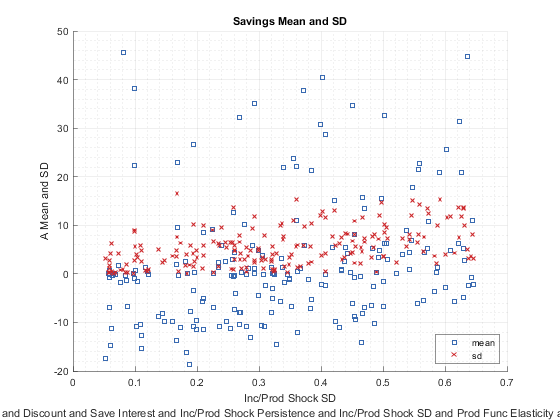 Savings Mean and SD
50
40
30
20
10
0
-10
-20
A Mean and SD
0
0.1
0.2
0.3
0.4
0.5
0.6
0.7
Inc/Prod Shock SD
mean
sd
and Discount and Save Interest and Inc/Prod Shock Persistence and Inc/Prod Shock SD and Prod Func Elasticity